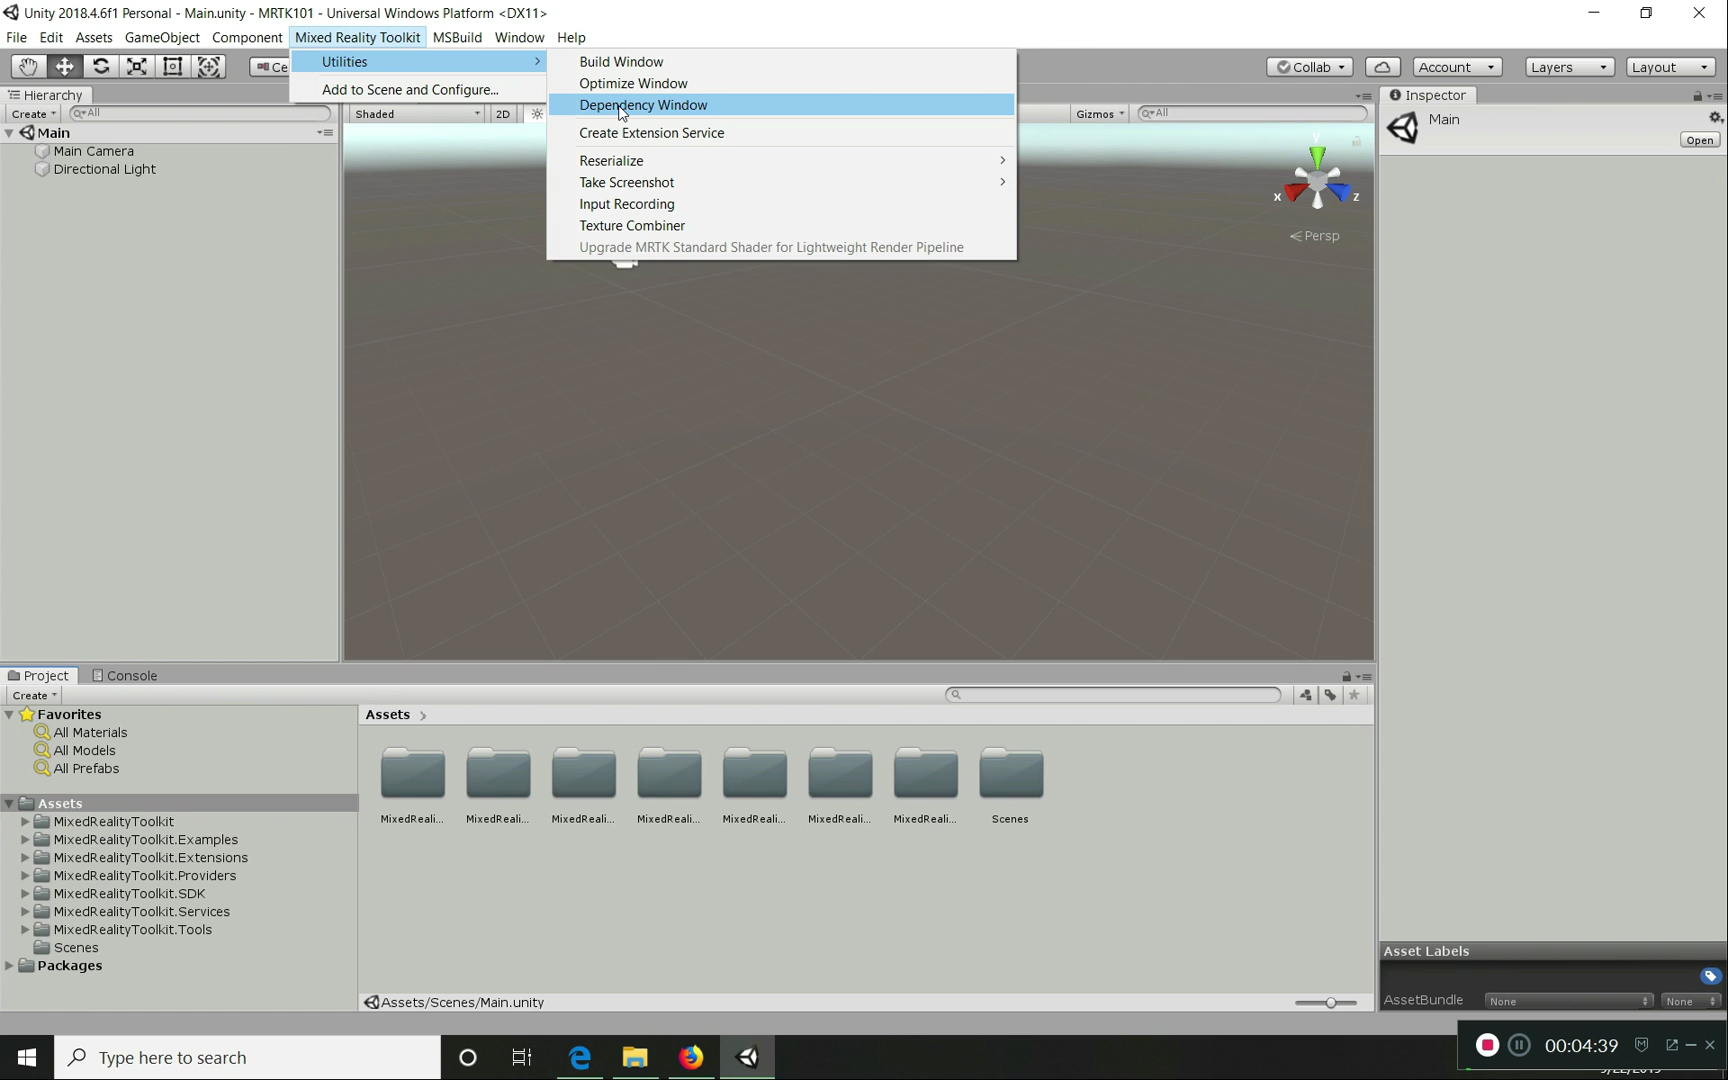 Unity 2018.4.6f1 Personal - Main.unity - MRTK101 - Universal Windows Platform <DX11>
File Edit Assets GameObject Component Mixed Reality Toolkit MSBuild Window Help
Ce
Collab
Account
Layers
Layout
Utilities
Add to Scene and Configure...
Build Window
Optimize Window
Dependency Window
Create Extension Service
Reserialize
Take Screenshot
Input Recording
Texture Combiner
Upgrade MRTK Standard Shader for Lightweight Render Pipeline
Hierarchy
Create All
Main
Main Camera
Directional Light
Shaded 2D
Gizmos All
y
x z
Persp
Inspector
Main
Open
Project Console
Create
Favorites
All Materials
All Models
All Prefabs
Assets
MixedRealityToolkit
MixedRealityToolkit.Examples
MixedRealityToolkit.Extensions
MixedRealityToolkit.Providers
MixedRealityToolkit.SDK
MixedRealityToolkit.Services
MixedRealityToolkit.Tools
Scenes
Packages
Assets
MixedReali... MixedReali... MixedReali... MixedReali... MixedReali... MixedReali... MixedReali... Scenes
Assets/Scenes/Main.unity
Asset Labels
AssetBundle None None
Type here to search
00:04:39